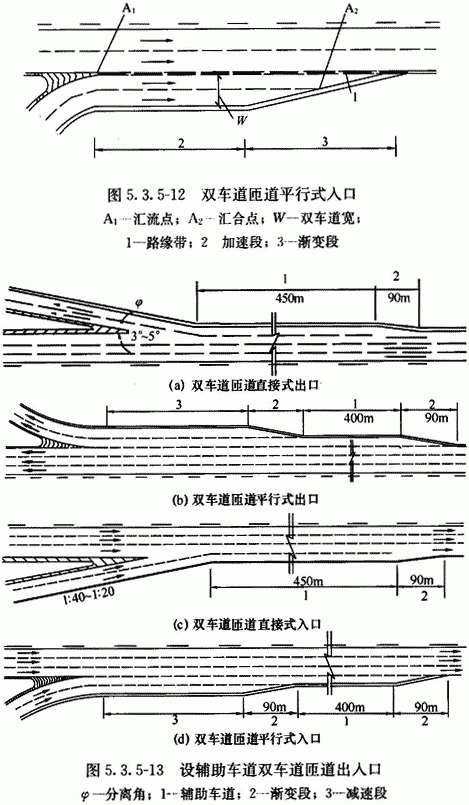 A₁
A₂
W
1
2
3
图 5.3.5-12 双车道匝道平行式入口
A₁—汇流点；A₂—汇合点；W—双车道宽；
1—路缘带；2 加速段；3—渐变段
1
2
450m
90m
φ
3°~5°
(a) 双车道匝道直接式出口
3
2
1
2
400m
90m
(b) 双车道匝道平行式出口
1:40~1:20
450m
90m
1
2
(c) 双车道匝道直接式入口
90m
400m
90m
3
2
1
2
(d) 双车道匝道平行式入口
图 5.3.5-13 设辅助车道双车道匝道出入口
φ—分离角；1—辅助车道；2—渐变段；3—减速段